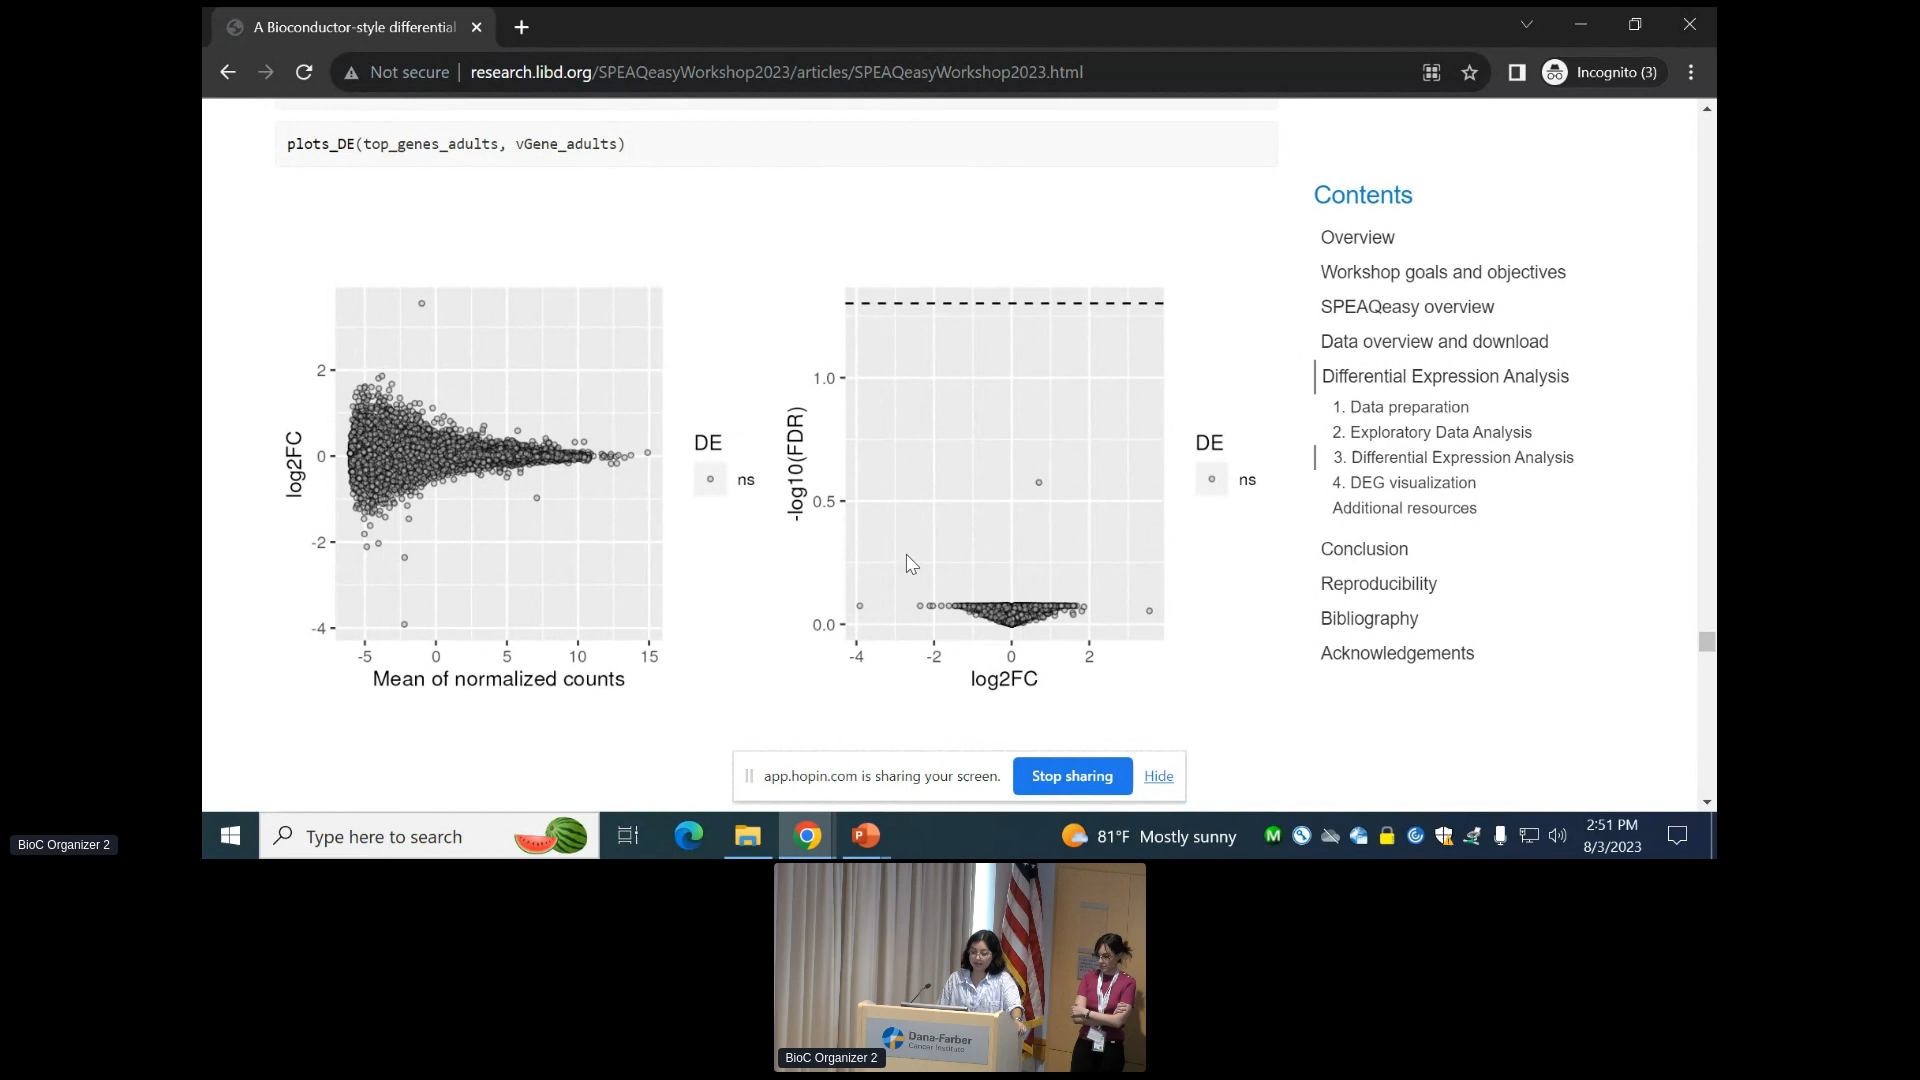 A Bioconductor-style differential
Not secure
research.libd.org/SPEAQeasyWorkshop2023/articles/SPEAQeasyWorkshop2023.html
Incognito (3)
plots_DE(top_genes_adults, vGene_adults)
log2FC
2
0
-2
-4
-5 0 5 10 15
Mean of normalized counts
DE
ns
-log10(FDR)
1.0
0.5
0.0
-4 -2 0 2
log2FC
DE
ns
Contents
Overview
Workshop goals and objectives
SPEAQeasy overview
Data overview and download
Differential Expression Analysis
1. Data preparation
2. Exploratory Data Analysis
3. Differential Expression Analysis
4. DEG visualization
Additional resources
Conclusion
Reproducibility
Bibliography
Acknowledgements
app.hopin.com is sharing your screen.
Stop sharing
Hide
Type here to search
81°F Mostly sunny
2:51 PM
8/3/2023
BioC Organizer 2
Dana-Farber
Cancer Institute
BioC Organizer 2